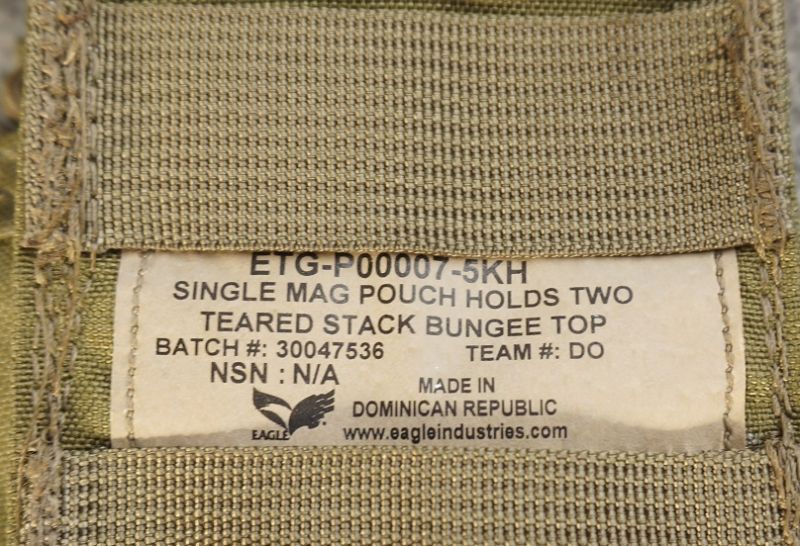 ETG-P00007-5KH
SINGLE MAG POUCH HOLDS TWO
TEARED STACK BUNGEE TOP
BATCH #: 30047536 TEAM #: DO
NSN : N/A
MADE IN
DOMINICAN REPUBLIC
EAGLE www.eagleindustries.com